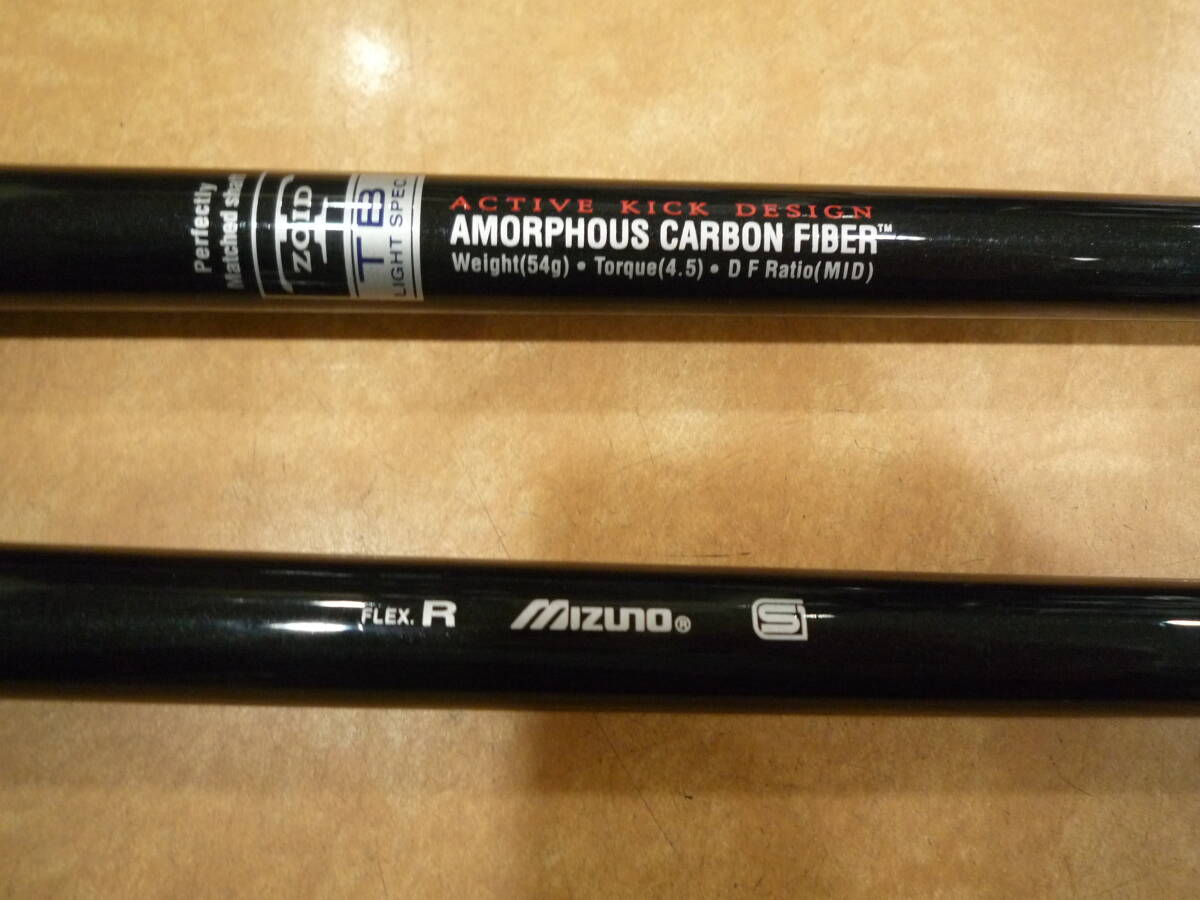 Perfectly
Matched shaft
T-ZOID
TB
LIGHT SPEC
ACTIVE KICK DESIGN
AMORPHOUS CARBON FIBER™
Weight(54g) • Torque(4.5) • D F Ratio(MID)
FLEX. R MIZUNO® S